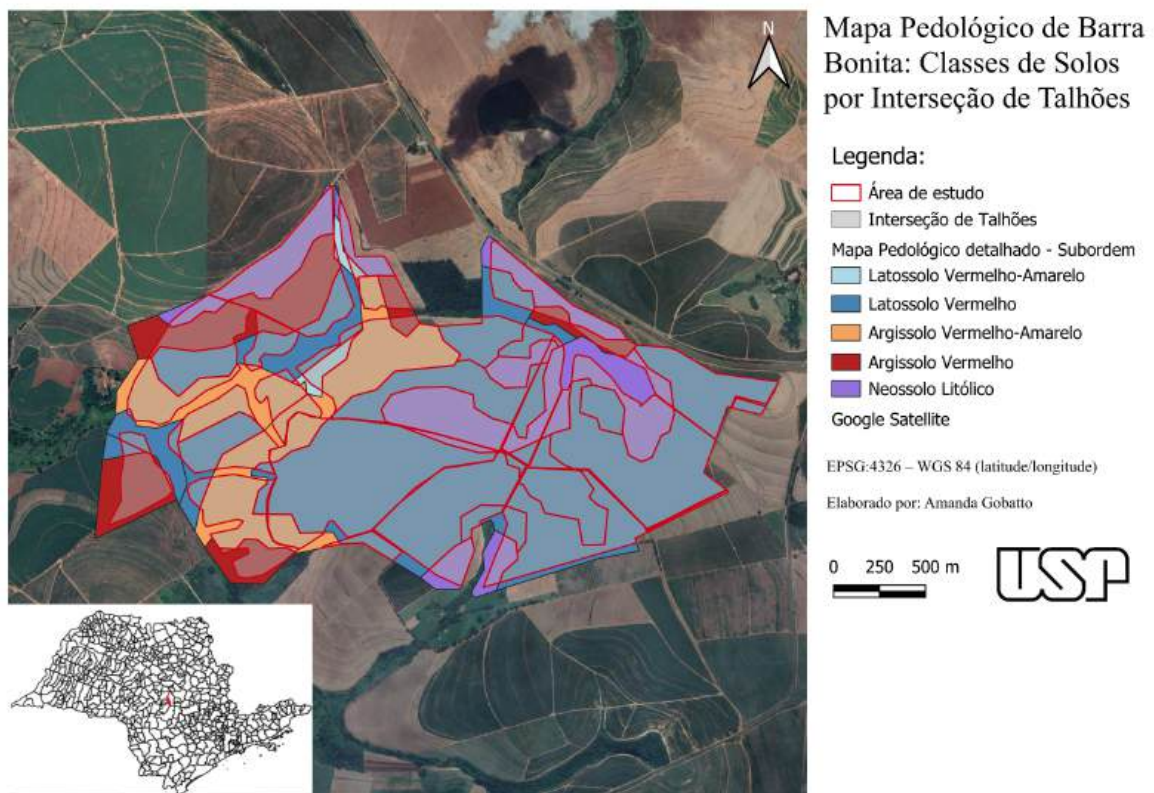 Mapa Pedológico de Barra
Bonita: Classes de Solos
por Interseção de Talhões
N
Legenda:
Área de estudo
Interseção de Talhões
Mapa Pedológico detalhado - Subordem
Latossolo Vermelho-Amarelo
Latossolo Vermelho
Argissolo Vermelho-Amarelo
Argissolo Vermelho
Neossolo Litólico
Google Satellite
EPSG:4326 – WGS 84 (latitude/longitude)
Elaborado por: Amanda Gobatto
0 250 500 m
USP